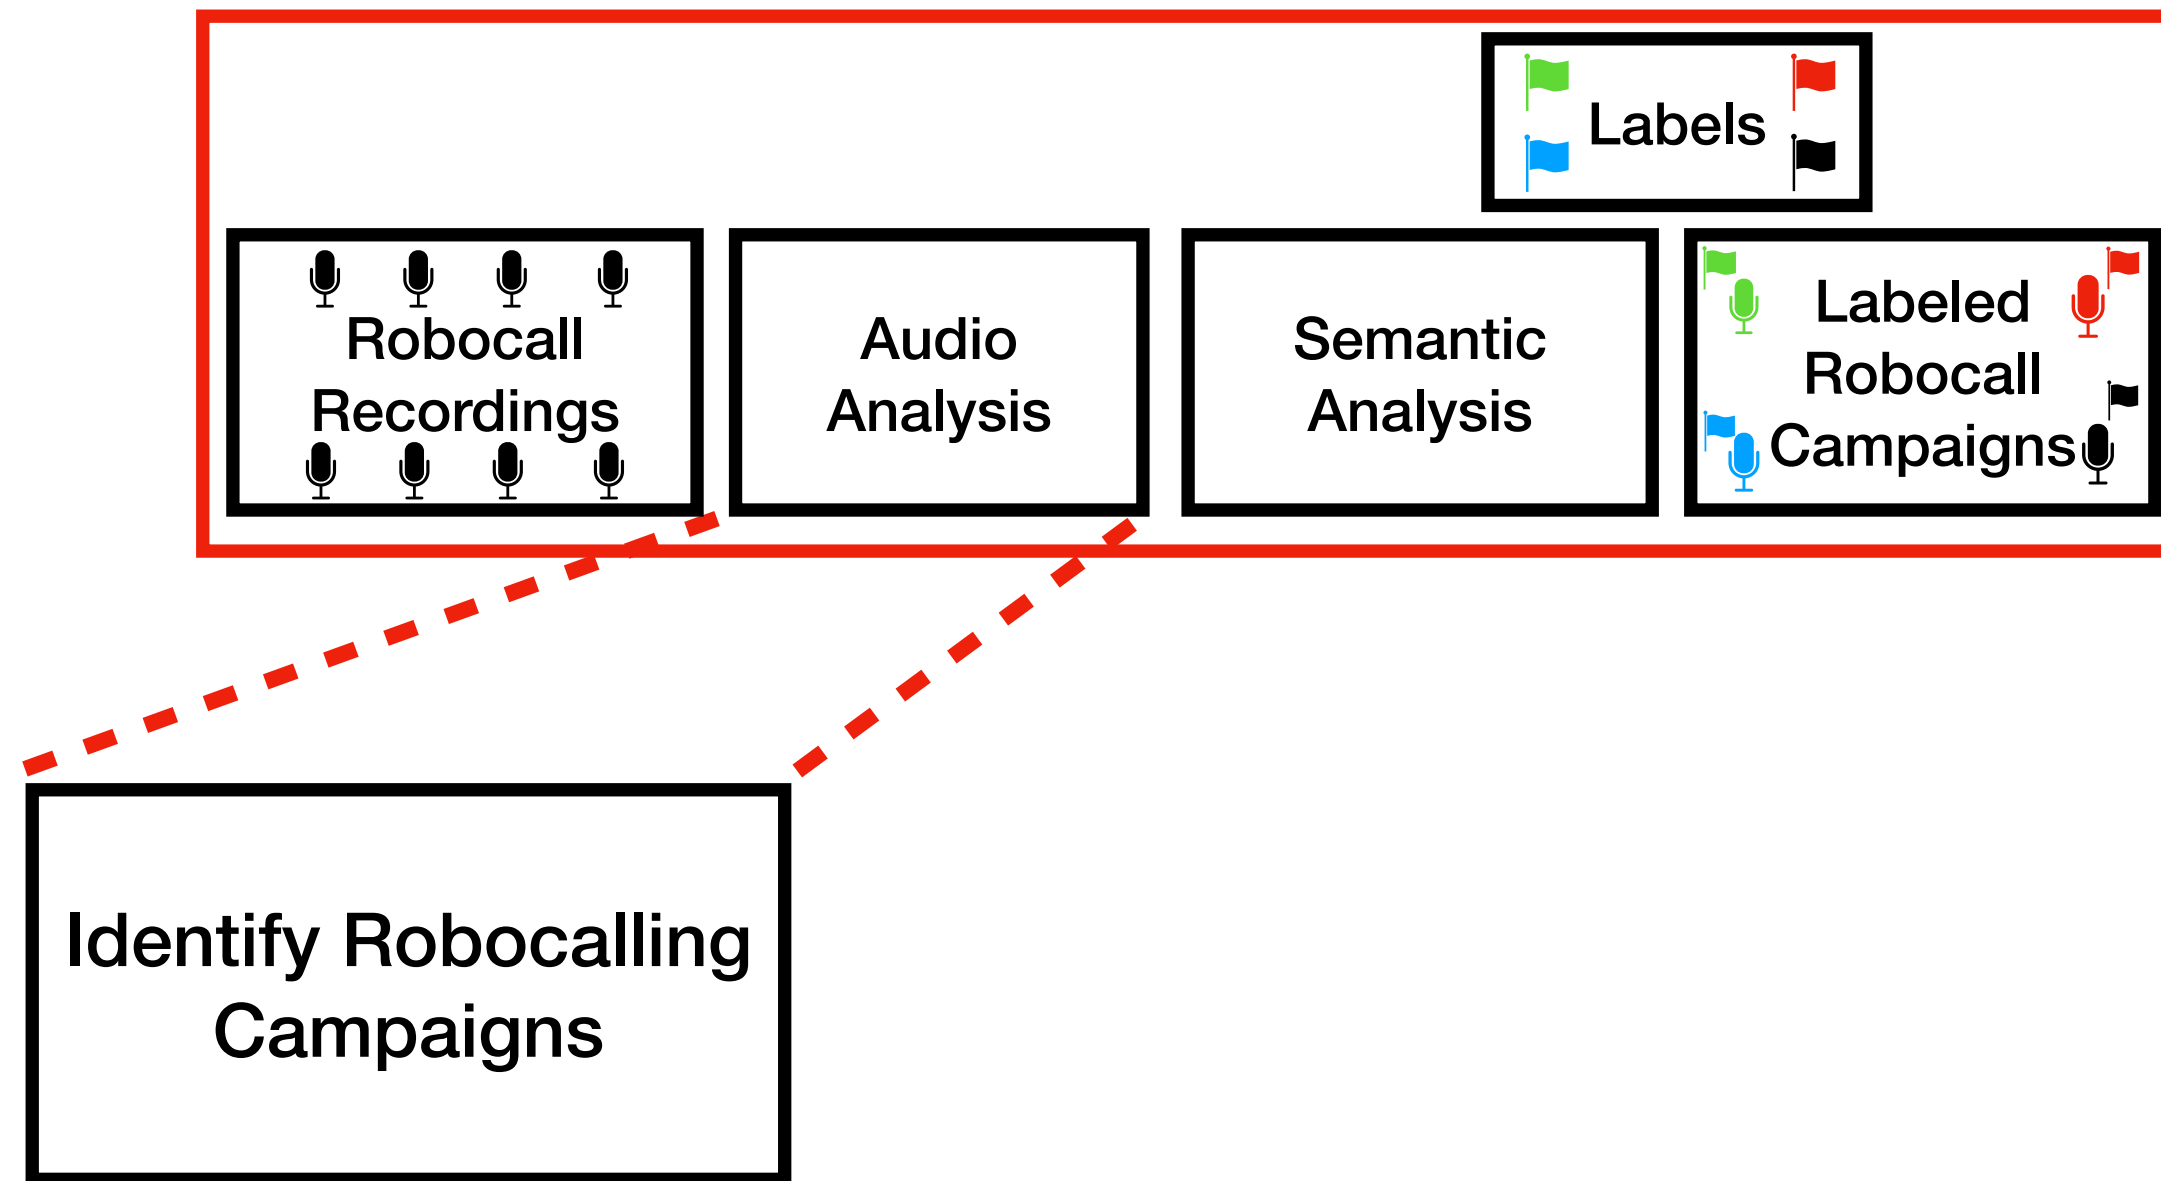 Labels
Robocall
Recordings
Audio
Analysis
Semantic
Analysis
Labeled
Robocall
Campaigns
Identify Robocalling
Campaigns